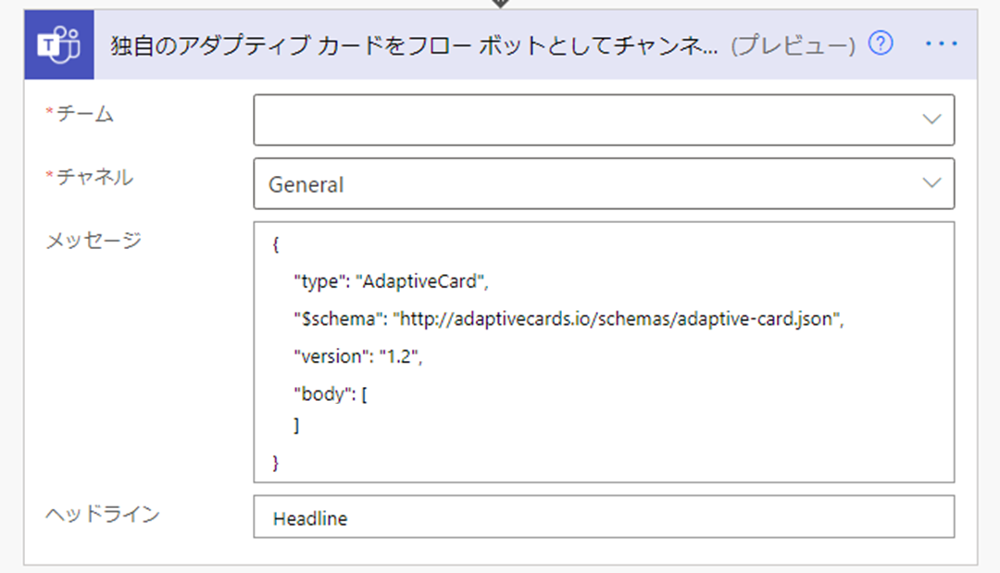 独自のアダプティブ カードをフロー ボットとしてチャンネ... (プレビュー) ?
* チーム
* チャネル General
メッセージ
{
"type": "AdaptiveCard",
"$schema": "http://adaptivecards.io/schemas/adaptive-card.json",
"version": "1.2",
"body": [
]
}
ヘッドライン Headline